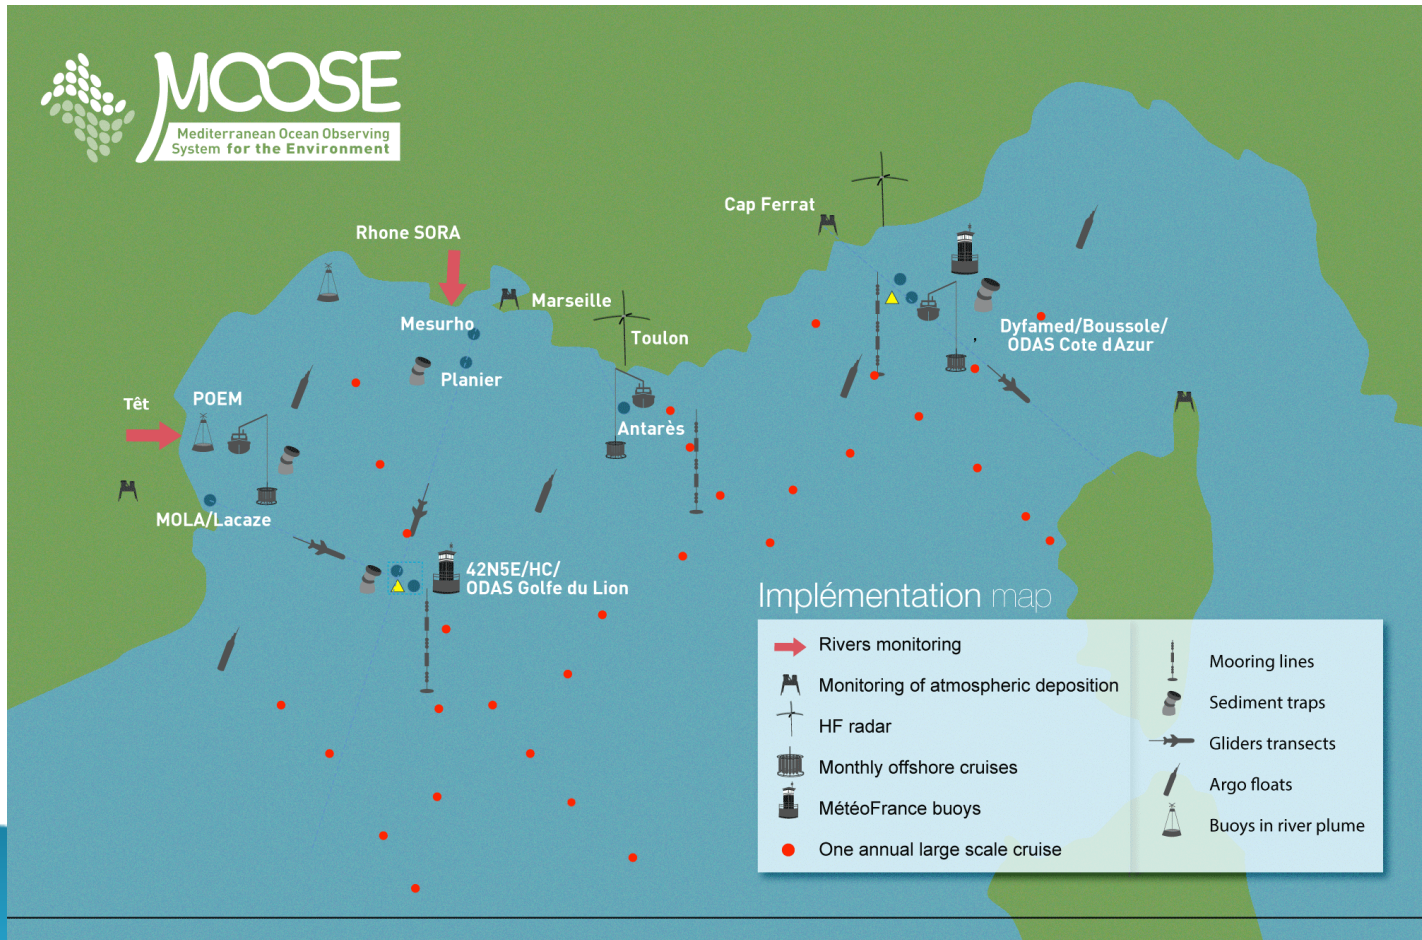 MOOSE
Mediterranean Ocean Observing
System for the Environment
Cap Ferrat
Rhone SORA
Marseille
Mesurho
Toulon
Dyfamed/Boussole/
ODAS Cote d'Azur
Planier
Têt
POEM
Antarès
MOLA/Lacaze
42N5E/HC/
ODAS Golfe du Lion
Implémentation map
Rivers monitoring
Monitoring of atmospheric deposition
HF radar
Monthly offshore cruises
MétéoFrance buoys
One annual large scale cruise
Mooring lines
Sediment traps
Gliders transects
Argo floats
Buoys in river plume